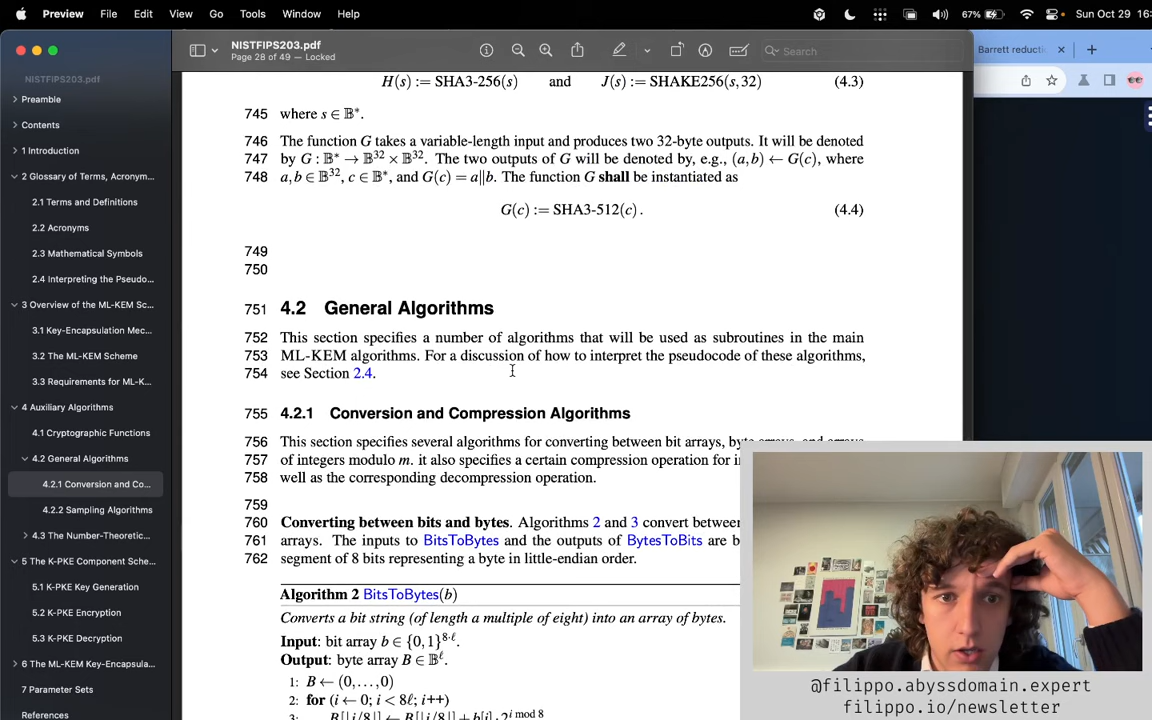 Preview File Edit View Go Tools Window Help 67% Sun Oct 29 16:
NISTFIPS203.pdf
Page 28 of 49 — Locked
Search
Barrett reducti
NISTFIPS203.pdf
Preamble
Contents
1 Introduction
2 Glossary of Terms, Acronym...
2.1 Terms and Definitions
2.2 Acronyms
2.3 Mathematical Symbols
2.4 Interpreting the Pseudo...
3 Overview of the ML-KEM Sc...
3.1 Key-Encapsulation Mec...
3.2 The ML-KEM Scheme
3.3 Requirements for ML-K...
4 Auxiliary Algorithms
4.1 Cryptographic Functions
4.2 General Algorithms
4.2.1 Conversion and Co...
4.2.2 Sampling Algorithms
4.3 The Number-Theoretic...
5 The K-PKE Component Sche...
5.1 K-PKE Key Generation
5.2 K-PKE Encryption
5.3 K-PKE Decryption
6 The ML-KEM Key-Encapsula...
7 Parameter Sets
References
H(s) := SHA3-256(s) and J(s) := SHAKE256(s,32) (4.3)
745 where s ∈ 𝔹*.
746 The function G takes a variable-length input and produces two 32-byte outputs. It will be denoted
747 by G : 𝔹* → 𝔹³² × 𝔹³². The two outputs of G will be denoted by, e.g., (a,b) ← G(c), where
748 a,b ∈ 𝔹³², c ∈ 𝔹*, and G(c) = a∥b. The function G shall be instantiated as
G(c) := SHA3-512(c). (4.4)
749
750
751 4.2 General Algorithms
752 This section specifies a number of algorithms that will be used as subroutines in the main
753 ML-KEM algorithms. For a discussion of how to interpret the pseudocode of these algorithms,
754 see Section 2.4.
755 4.2.1 Conversion and Compression Algorithms
756 This section specifies several algorithms for converting between bit arrays, byte arrays, and arrays
757 of integers modulo m. it also specifies a certain compression operation for in
758 well as the corresponding decompression operation.
759
760 Converting between bits and bytes. Algorithms 2 and 3 convert between
761 arrays. The inputs to BitsToBytes and the outputs of BytesToBits are b
762 segment of 8 bits representing a byte in little-endian order.
Algorithm 2 BitsToBytes(b)
Converts a bit string (of length a multiple of eight) into an array of bytes.
Input: bit array b ∈ {0,1}⁸·ˡ.
Output: byte array B ∈ 𝔹ˡ.
1: B ← (0,...,0)
2: for (i ← 0; i < 8ℓ; i++)
3: B[⌊i/8⌋] ← B[⌊i/8⌋] + b[i] · 2^i mod 8
@filippo.abyssdomain.expert
filippo.io/newsletter